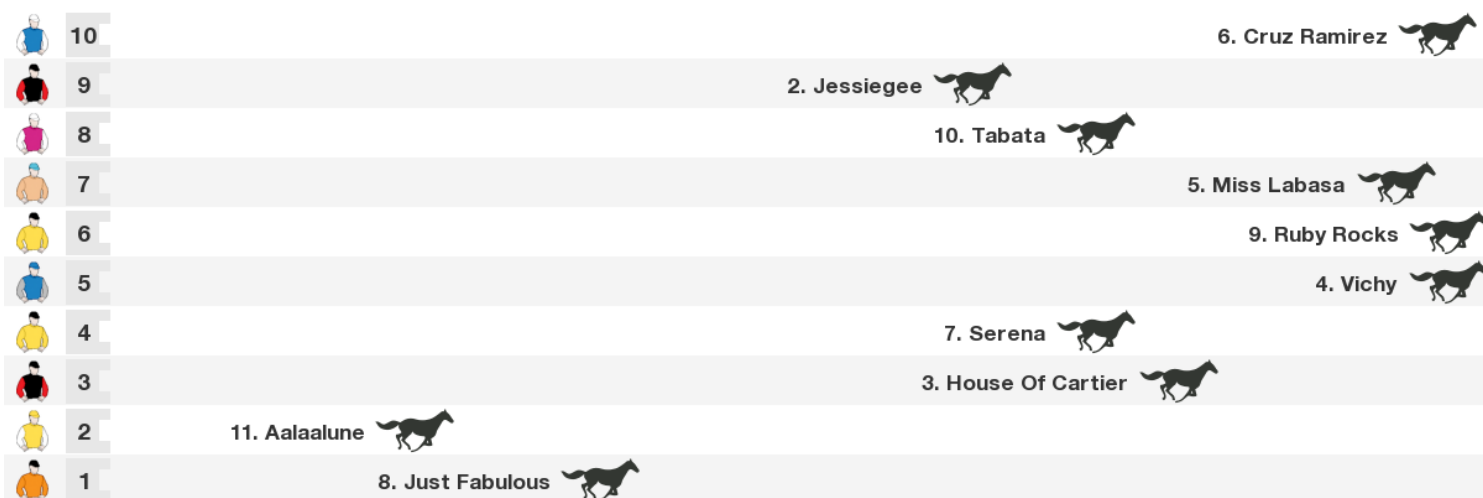 10 6. Cruz Ramirez
9 2. Jessiegee
8 10. Tabata
7 5. Miss Labasa
6 9. Ruby Rocks
5 4. Vichy
4 7. Serena
3 3. House Of Cartier
2 11. Aalaalune
1 8. Just Fabulous